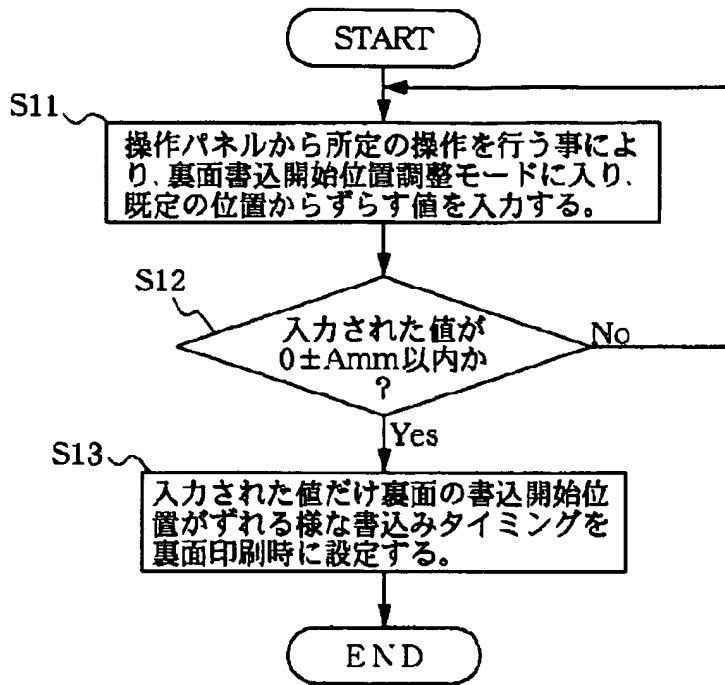 START
S11
操作パネルから所定の操作を行う事によ
り、裏面書込開始位置調整モードに入り、
既定の位置からずらす値を入力する。
S12
入力された値が
0±Amm以内か
?
No
Yes
S13
入力された値だけ裏面の書込開始位
置がずれる様な書込みタイミングを
裏面印刷時に設定する。
END